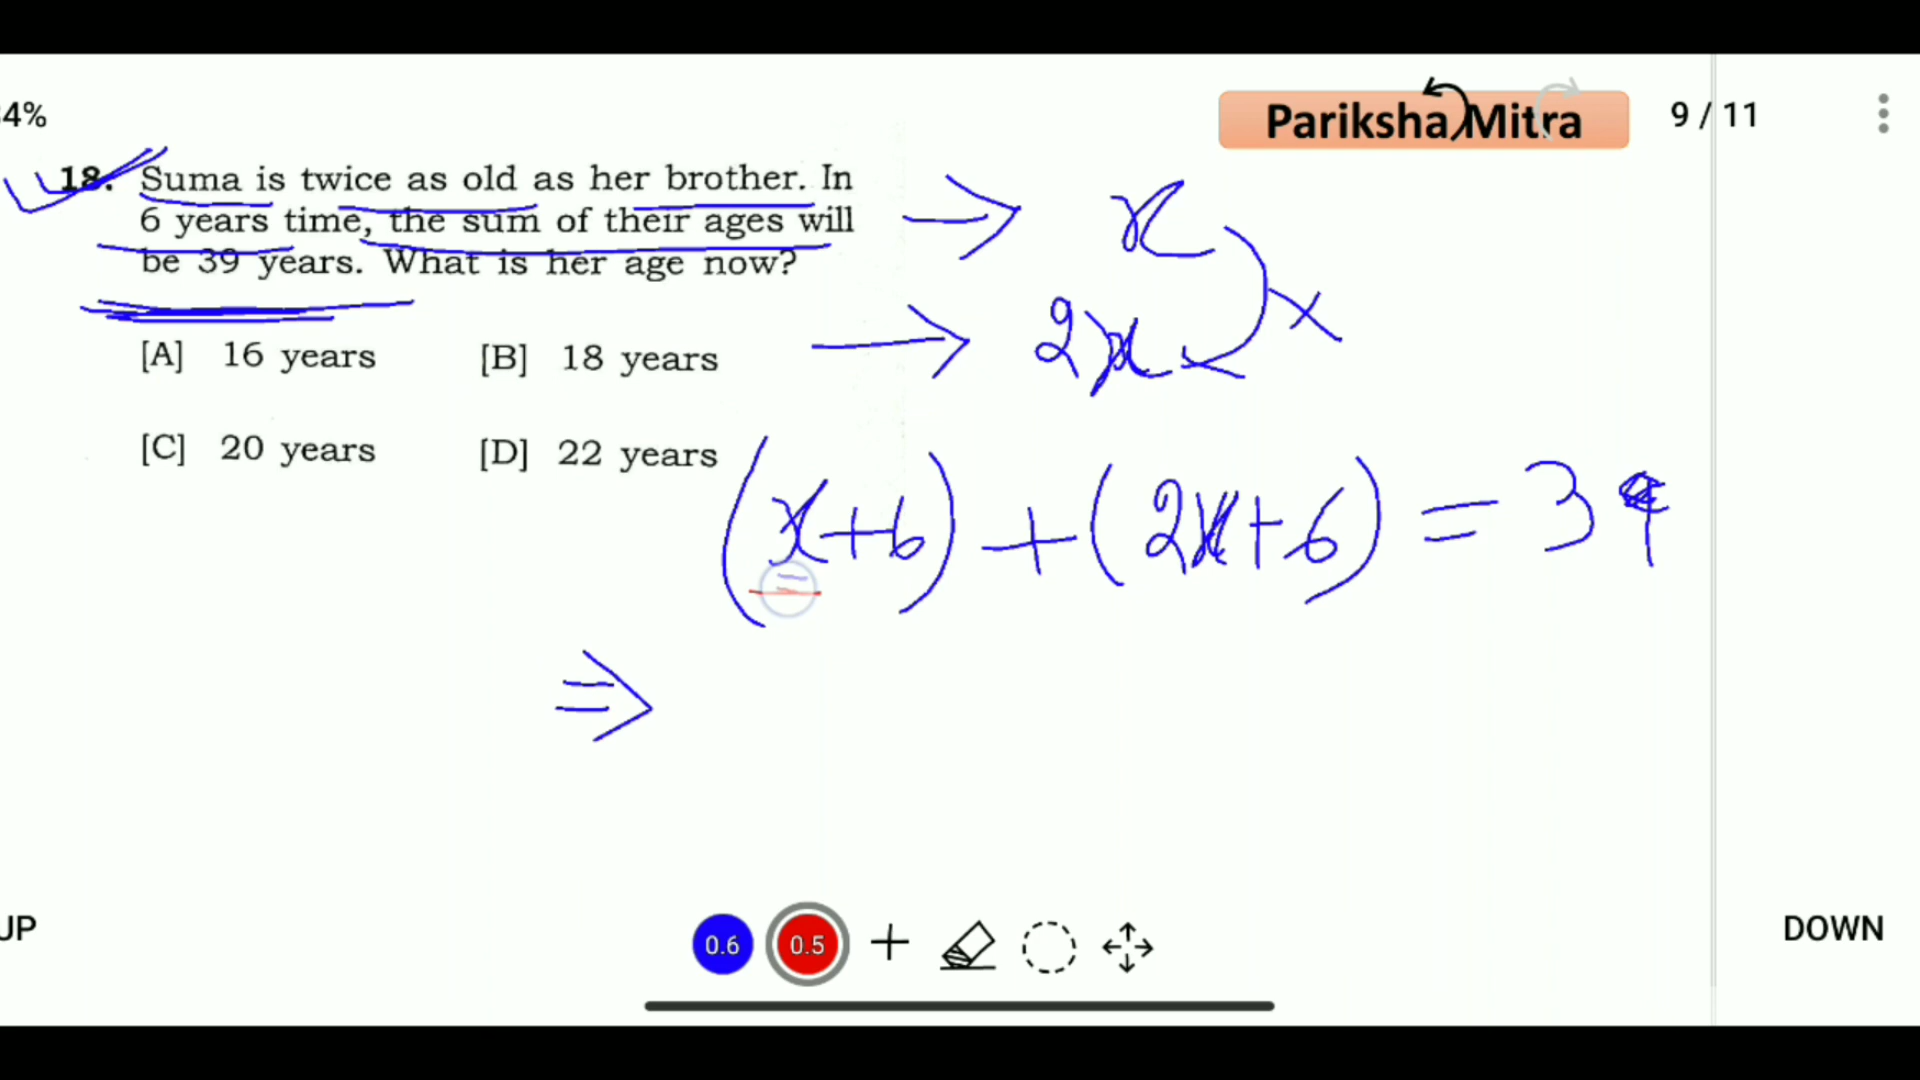 34%
Pariksha Mitra
9 / 11
18. Suma is twice as old as her brother. In
6 years time, the sum of their ages will
be 39 years. What is her age now?
[A] 16 years [B] 18 years
[C] 20 years [D] 22 years
→ x
→ 2x
(x+6) + (2x+6) = 39
⇒
UP
DOWN
0.6
0.5